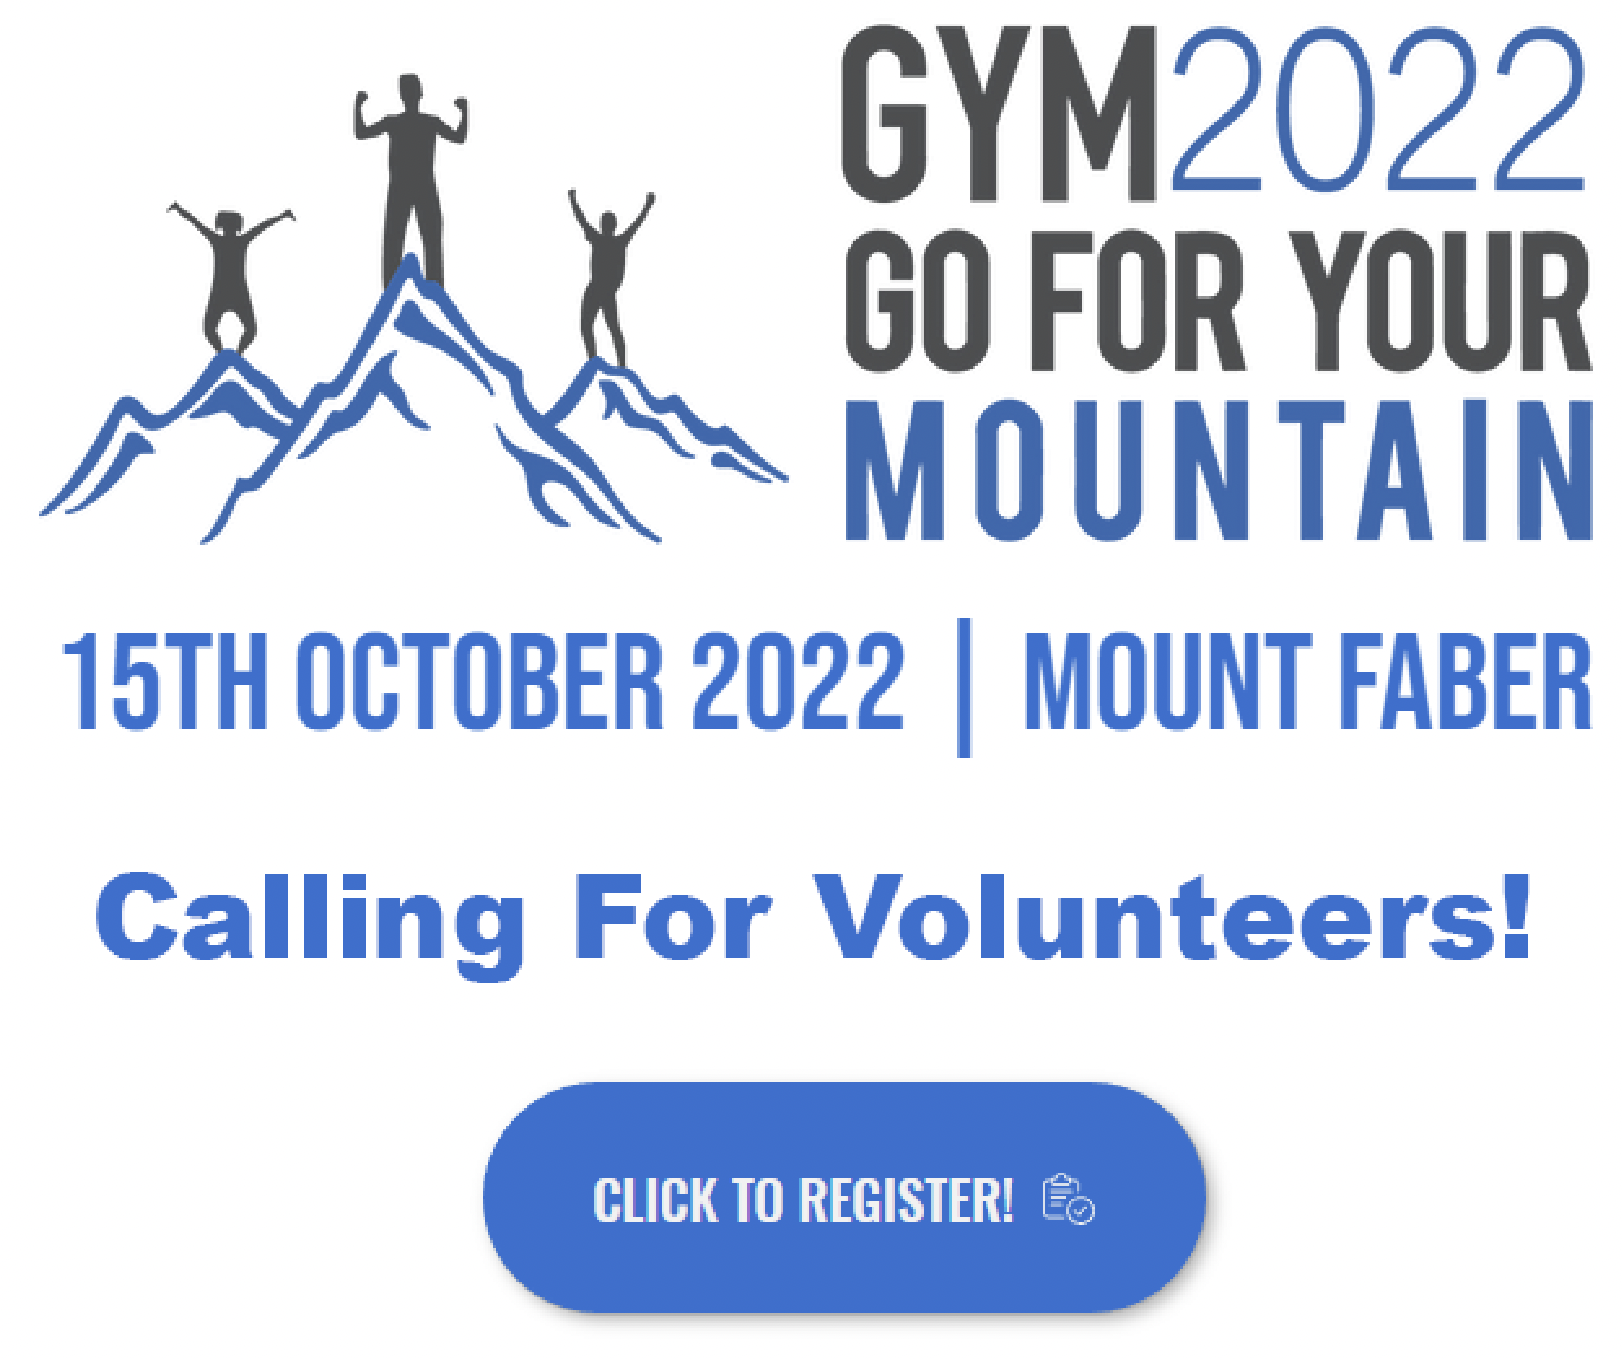 GYM2022
GO FOR YOUR
MOUNTAIN
15TH OCTOBER 2022 | MOUNT FABER
Calling For Volunteers!
CLICK TO REGISTER!